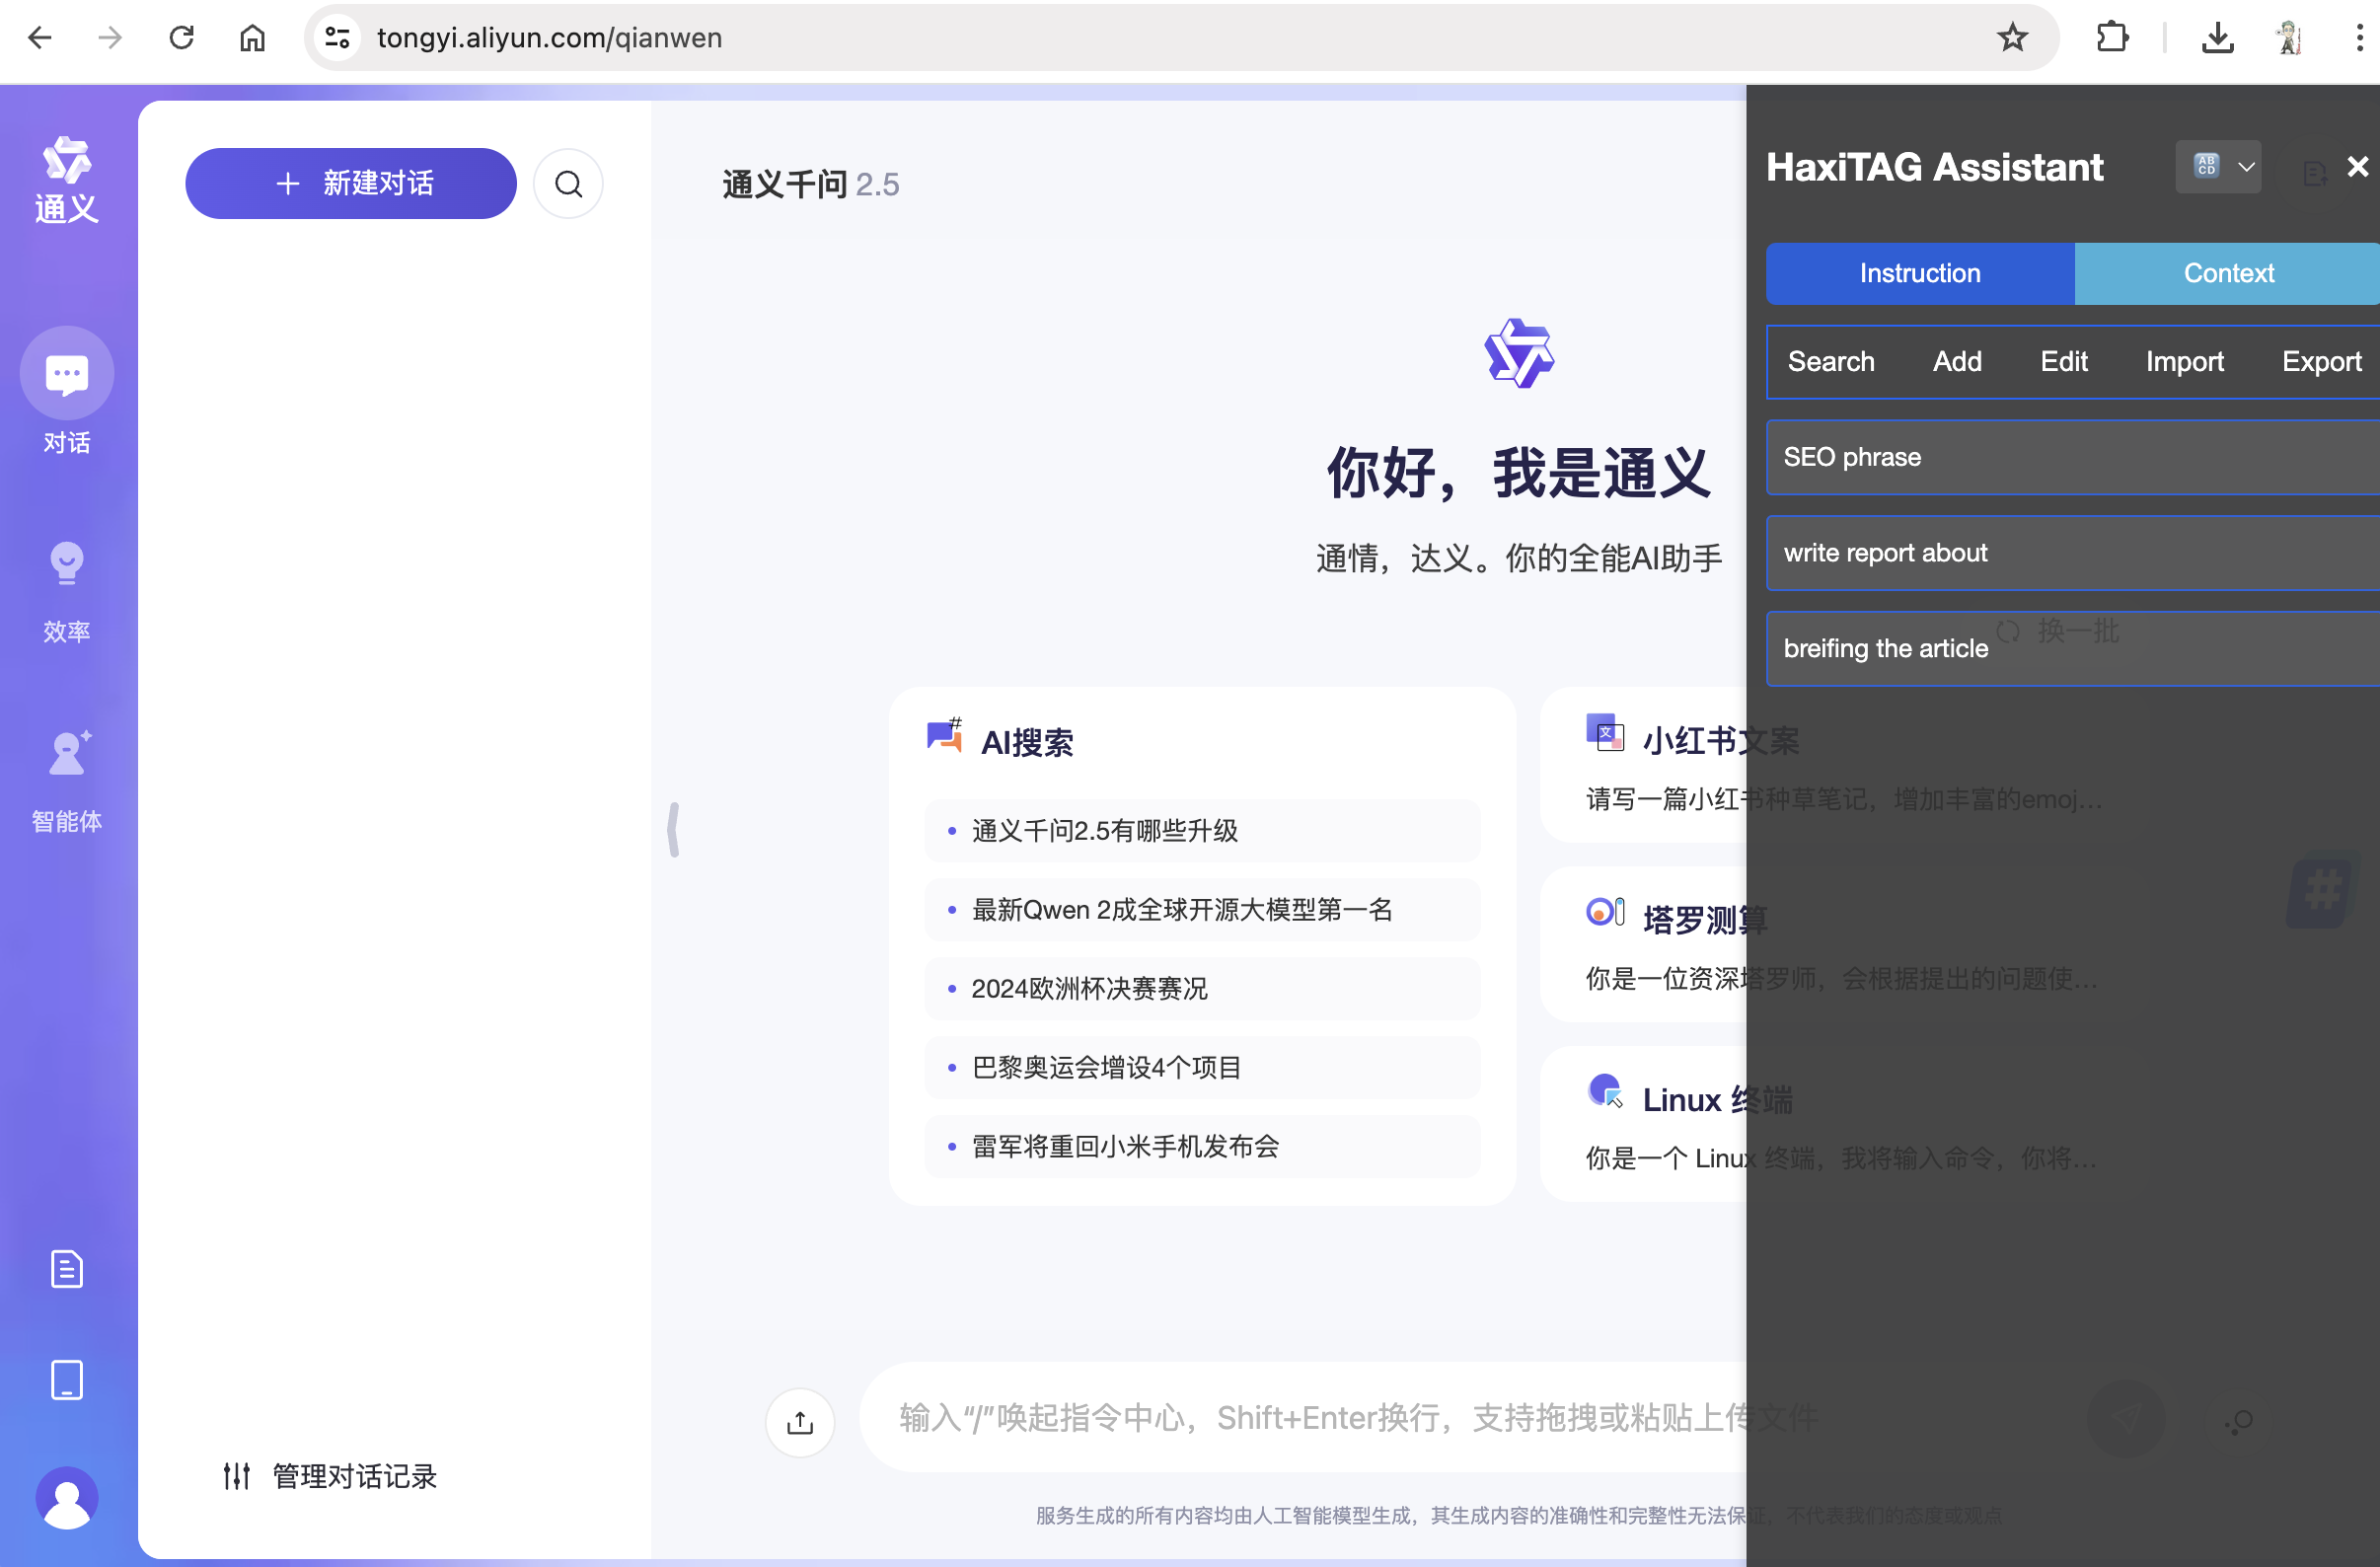 tongyi.aliyun.com/qianwen
通义
对话
效率
智能体
新建对话
管理对话记录
通义千问 2.5
你好，我是通义
通情，达义。你的全能AI助手
换一批
AI搜索
通义千问2.5有哪些升级
最新Qwen 2成全球开源大模型第一名
2024欧洲杯决赛赛况
巴黎奥运会增设4个项目
雷军将重回小米手机发布会
小红书文案
请写一篇小红书种草笔记，增加丰富的emoj...
塔罗测算
你是一位资深塔罗师，会根据提出的问题使...
Linux 终端
你是一个 Linux 终端，我将输入命令，你将...
输入“/”唤起指令中心，Shift+Enter换行，支持拖拽或粘贴上传文件
服务生成的所有内容均由人工智能模型生成，其生成内容的准确性和完整性无法保证，不代表我们的态度或观点
HaxiTAG Assistant
AB
CD
Instruction Context
Search Add Edit Import Export
SEO phrase
write report about
breifing the article